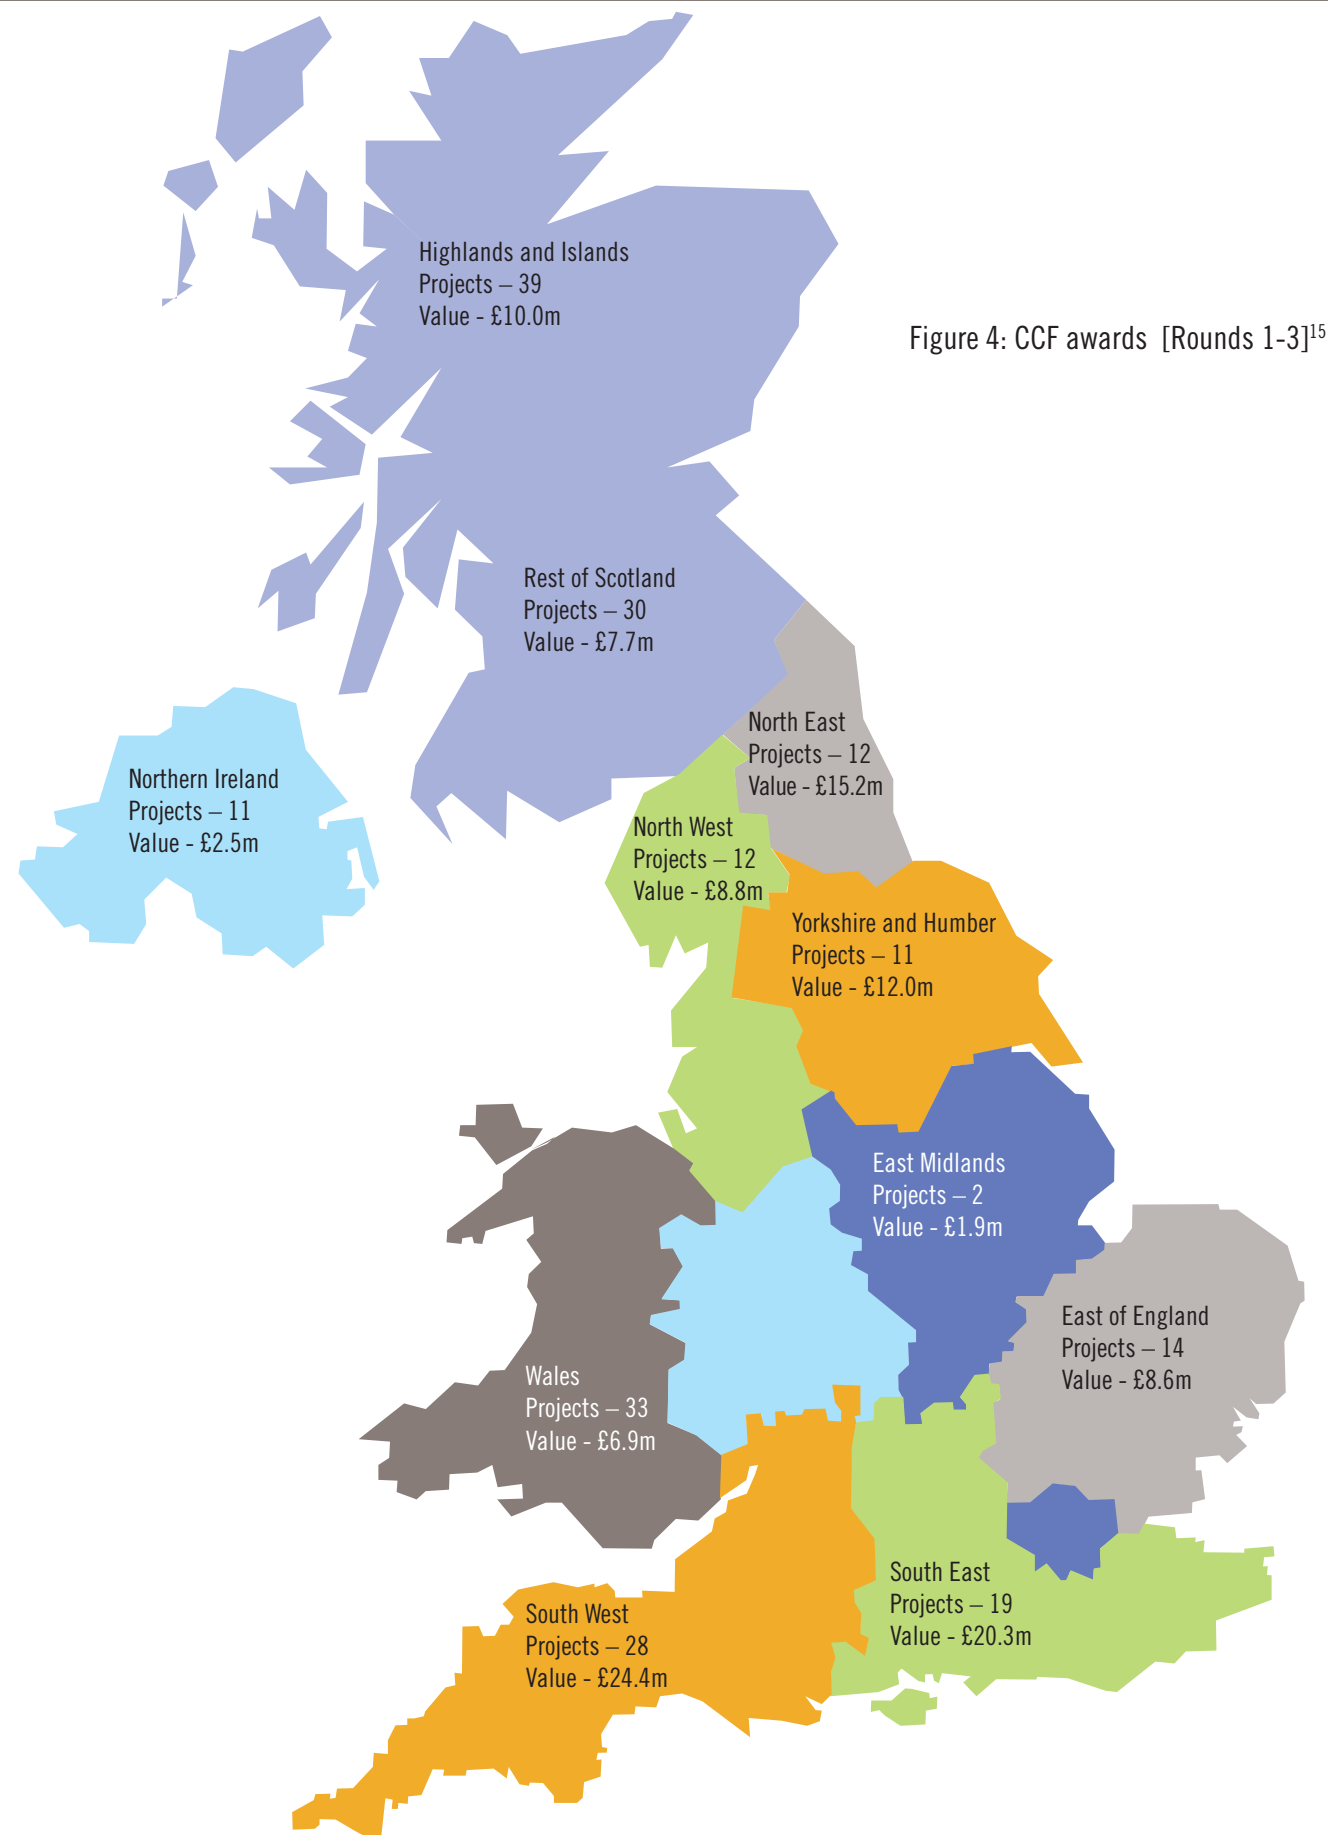 Highlands and Islands
Projects – 39
Value - £10.0m
Figure 4: CCF awards  [Rounds 1-3]15
Rest of Scotland
Projects – 30
Value - £7.7m
North East
Projects – 12
Value - £15.2m
Northern Ireland
Projects – 11
Value - £2.5m
North West
Projects – 12
Value - £8.8m
Yorkshire and Humber
Projects – 11
Value - £12.0m
East Midlands
Projects – 2
Value - £1.9m
East of England
Projects – 14
Value - £8.6m
Wales
Projects – 33
Value - £6.9m
South East
Projects – 19
Value - £20.3m
South West
Projects – 28
Value - £24.4m